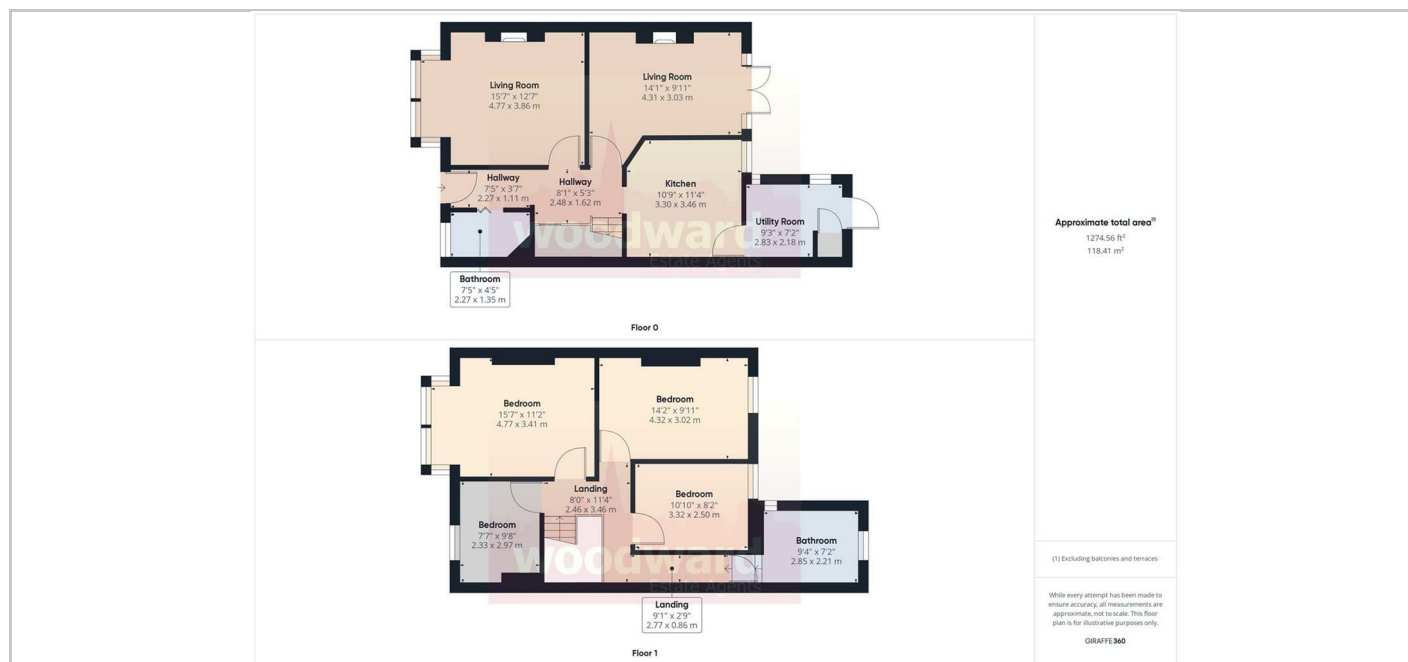 Living Room
15'7" x 12'7"
4.77 x 3.86 m
Living Room
14'1" x 9'11"
4.31 x 3.03 m
Hallway
7'5" x 3'7"
2.27 x 1.11 m
Hallway
8'1" x 5'3"
2.48 x 1.62 m
Kitchen
10'9" x 11'4"
3.30 x 3.46 m
Utility Room
9'3" x 7'2"
2.83 x 2.18 m
woodward
Estate Agents
Bathroom
7'5" x 4'5"
2.27 x 1.35 m
Floor 0
Bedroom
15'7" x 11'2"
4.77 x 3.41 m
Bedroom
14'2" x 9'11"
4.32 x 3.02 m
Landing
8'0" x 11'4"
2.46 x 3.46 m
Bedroom
10'10" x 8'2"
3.32 x 2.50 m
Bedroom
7'7" x 9'8"
2.33 x 2.97 m
Bathroom
9'4" x 7'2"
2.85 x 2.21 m
woodward
Estate Agents
Landing
9'1" x 2'9"
2.77 x 0.86 m
Floor 1
Approximate total area(1)
1274.56 ft²
118.41 m²
(1) Excluding balconies and terraces
While every attempt has been made to
ensure accuracy, all measurements are
approximate, not to scale. This floor
plan is for illustrative purposes only.
GIRAFFE360